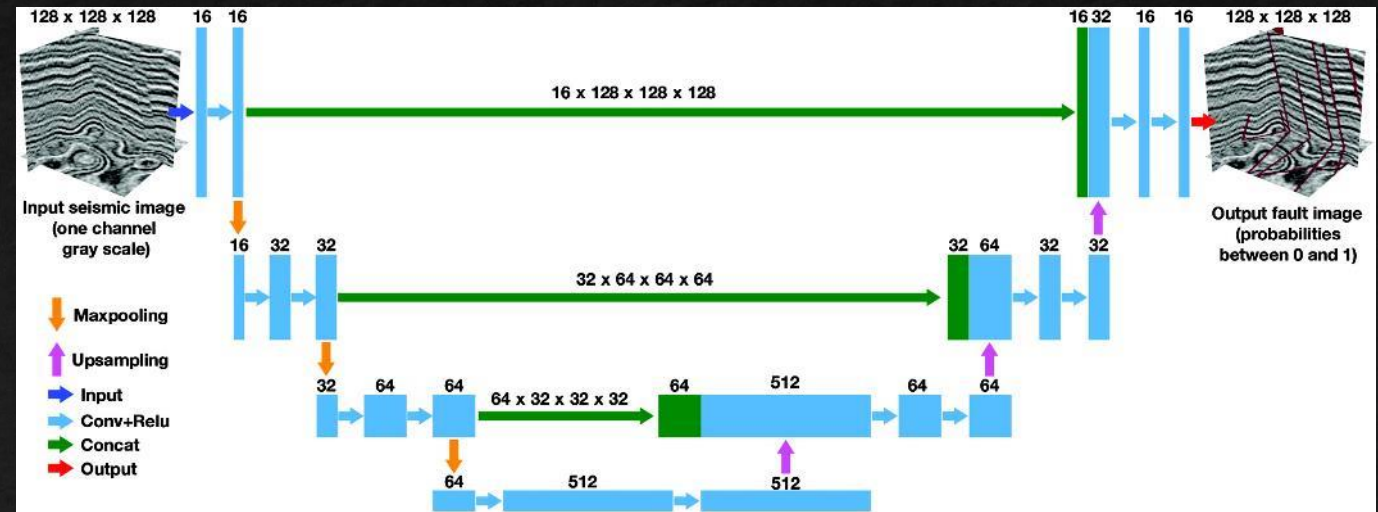 128 x 128 x 128
16 16
16 32 16 16
128 x 128 x 128
16 x 128 x 128 x 128
Input seismic image
(one channel
gray scale)
Output fault image
(probabilities
between 0 and 1)
16 32 32
32 x 64 x 64 x 64
32 64 32 32
Maxpooling
Upsampling
Input
Conv+Relu
Concat
Output
32 64 64
64 x 32 x 32 x 32
64 512 64 64
64 512 512